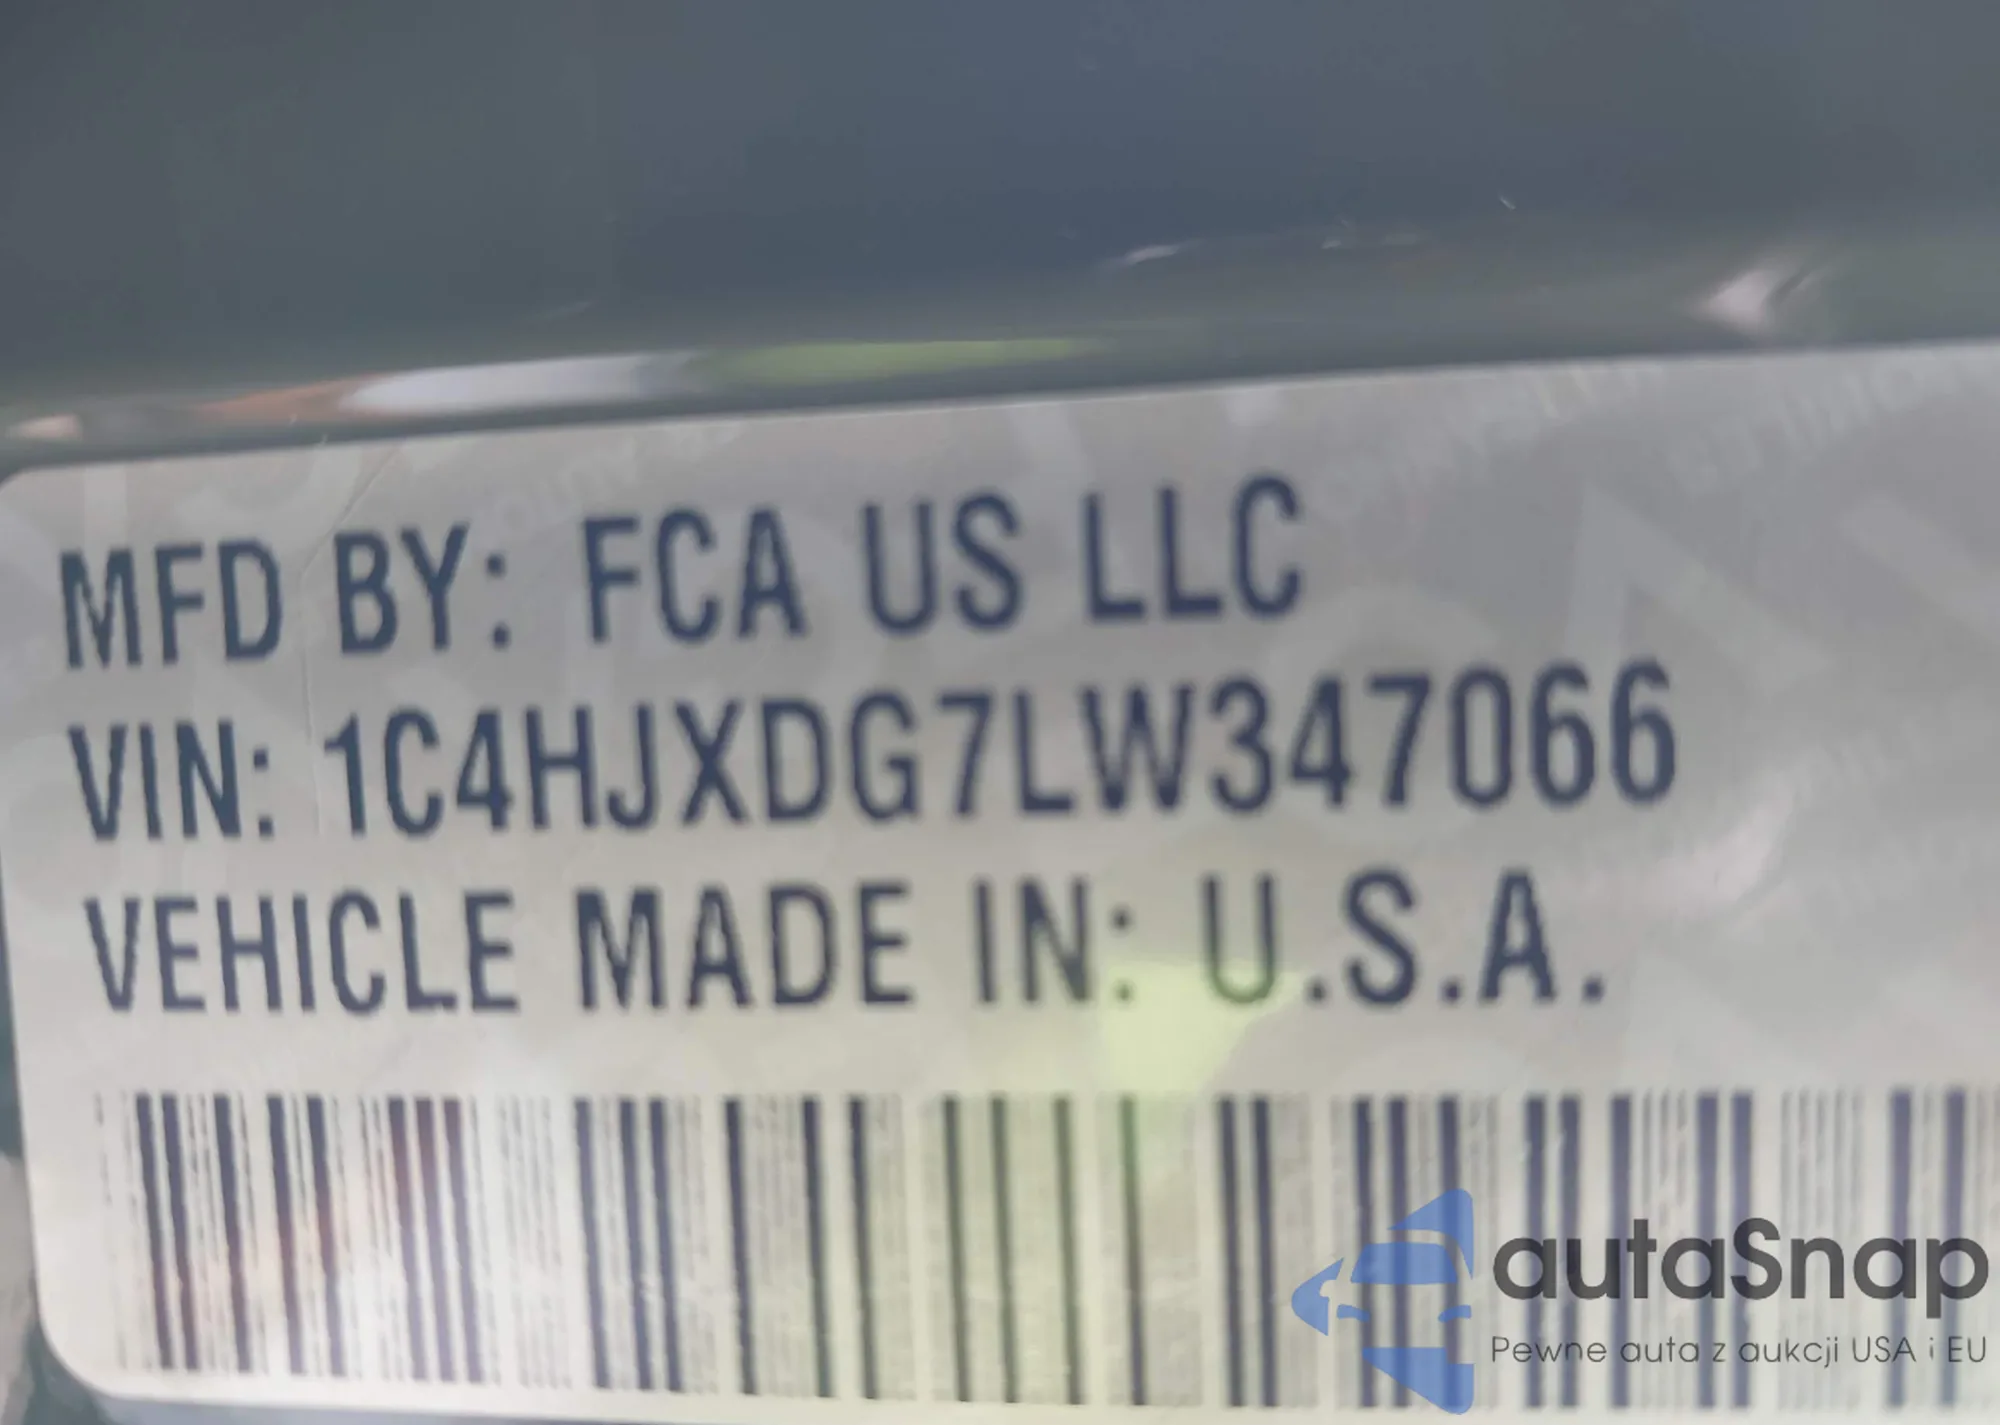 MFD BY: FCA US LLC
VIN: 1C4HJXDG7LW347066
VEHICLE MADE IN: U.S.A.
autaSnap
Pewne auta z aukcji USA i EU